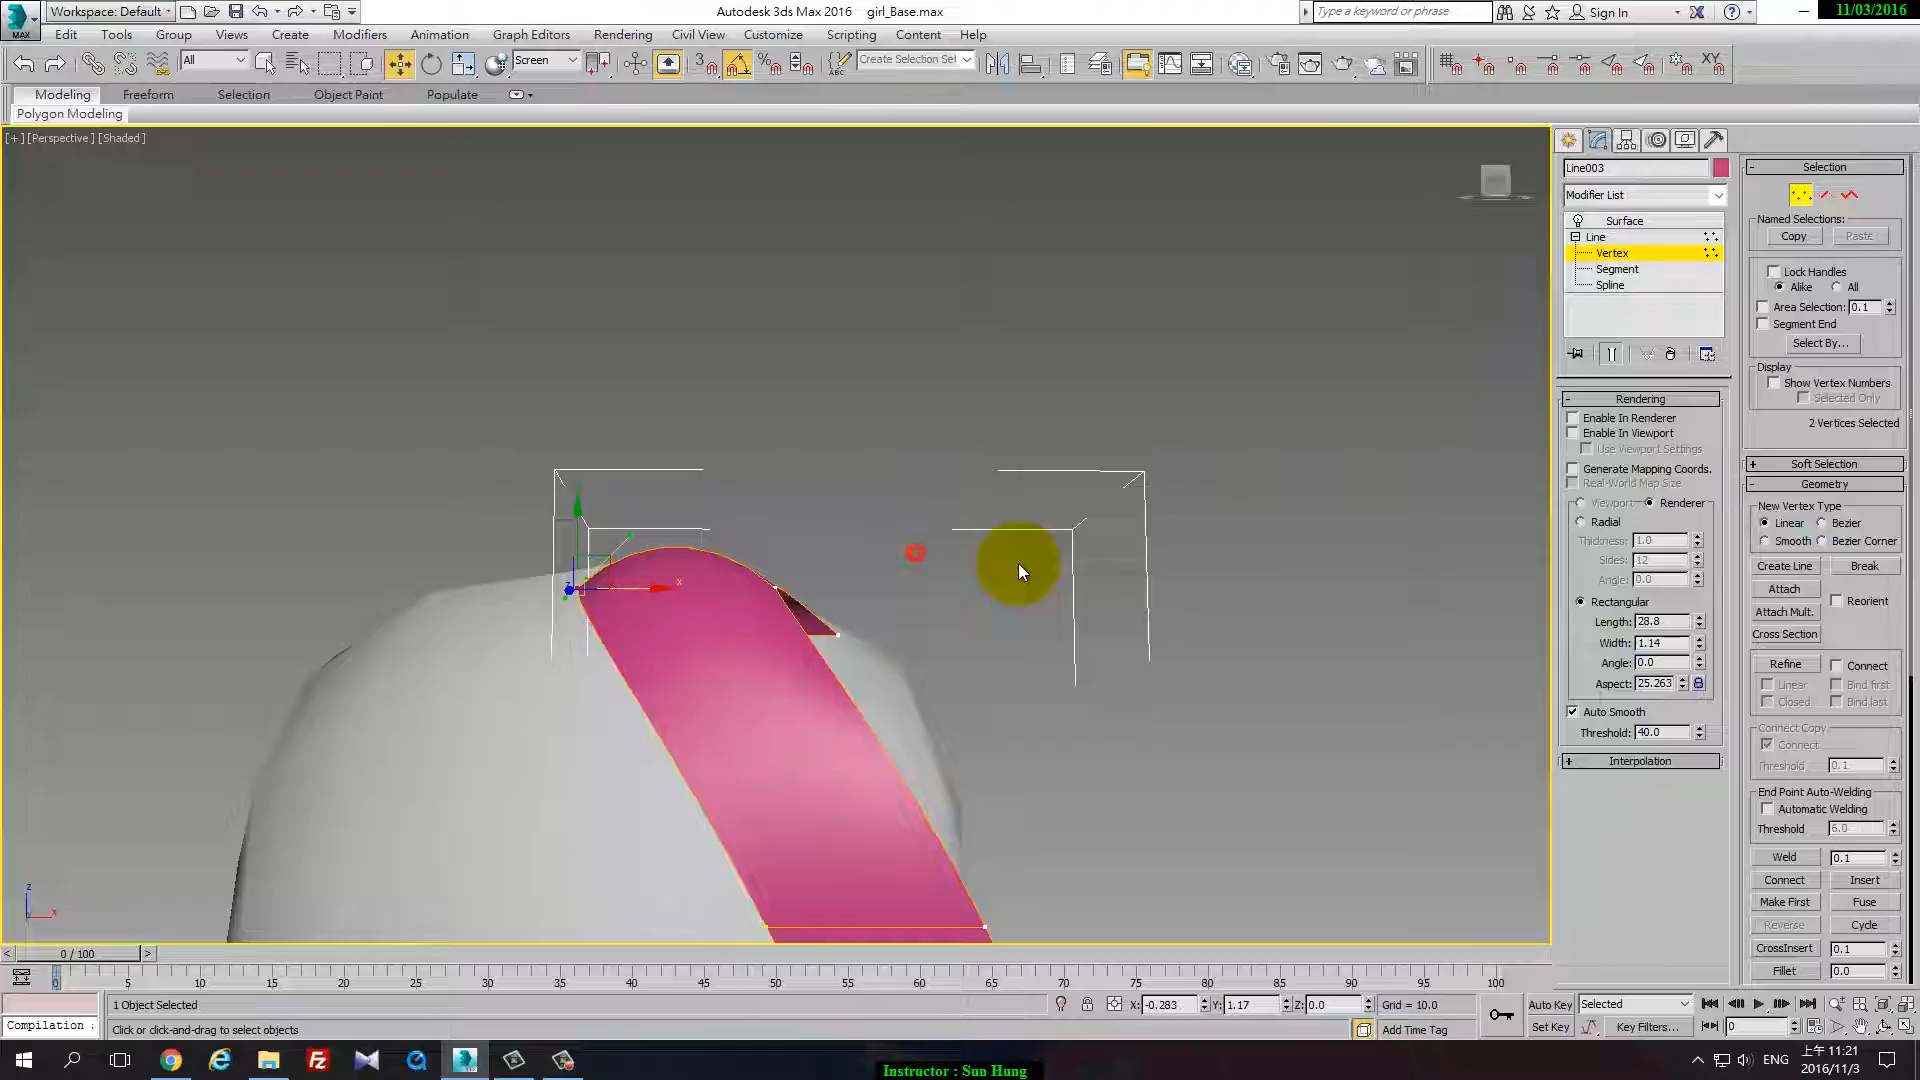 MAX
Workspace: Default
Autodesk 3ds Max 2016 girl_Base.max
Type a keyword or phrase
Sign In
11/03/2016
Edit Tools Group Views Create Modifiers Animation Graph Editors Rendering Civil View Customize Scripting Content Help
All
Screen
3
ABC
Create Selection Set
XY
Modeling Freeform Selection Object Paint Populate
Polygon Modeling
[+] [Perspective] [Shaded]
Line003
Modifier List
Surface
Line
Vertex
Segment
Spline
Rendering
Enable In Renderer
Enable In Viewport
Use Viewport Settings
Generate Mapping Coords.
Real-World Map Size
Viewport Renderer
Radial
Thickness: 1.0
Sides: 12
Angle: 0.0
Rectangular
Length: 28.8
Width: 1.14
Angle: 0.0
Aspect: 25.263
Auto Smooth
Threshold: 40.0
Interpolation
Selection
Named Selections:
Copy Paste
Lock Handles
Alike All
Area Selection: 0.1
Segment End
Select By...
Display
Show Vertex Numbers
Selected Only
2 Vertices Selected
Soft Selection
Geometry
New Vertex Type
Linear Bezier
Smooth Bezier Corner
Create Line Break
Attach
Reorient
Attach Mult.
Cross Section
Refine Connect
Linear Bind first
Closed Bind last
Connect Copy
Connect
Threshold 0.1
End Point Auto-Welding
Automatic Welding
Threshold 6.0
Weld 0.1
Connect Insert
Make First Fuse
Reverse Cycle
CrossInsert 0.1
Fillet 0.0
x
z
z
x
0 / 100
0 5 10 15 20 25 30 35 40 45 50 55 60 65 70 75 80 85 90 95 100
1 Object Selected
X: -0.283 Y: 1.17 Z: 0.0 Grid = 10.0
Auto Key Selected
Compilation :
Click or click-and-drag to select objects
Add Time Tag
Set Key Key Filters...
0
ENG
上午 11:21
2016/11/3
Instructor : Sun Hung